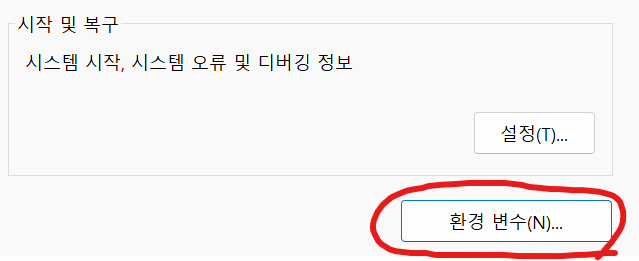 시작 및 복구
시스템 시작, 시스템 오류 및 디버깅 정보
설정(T)...
환경 변수(N)...